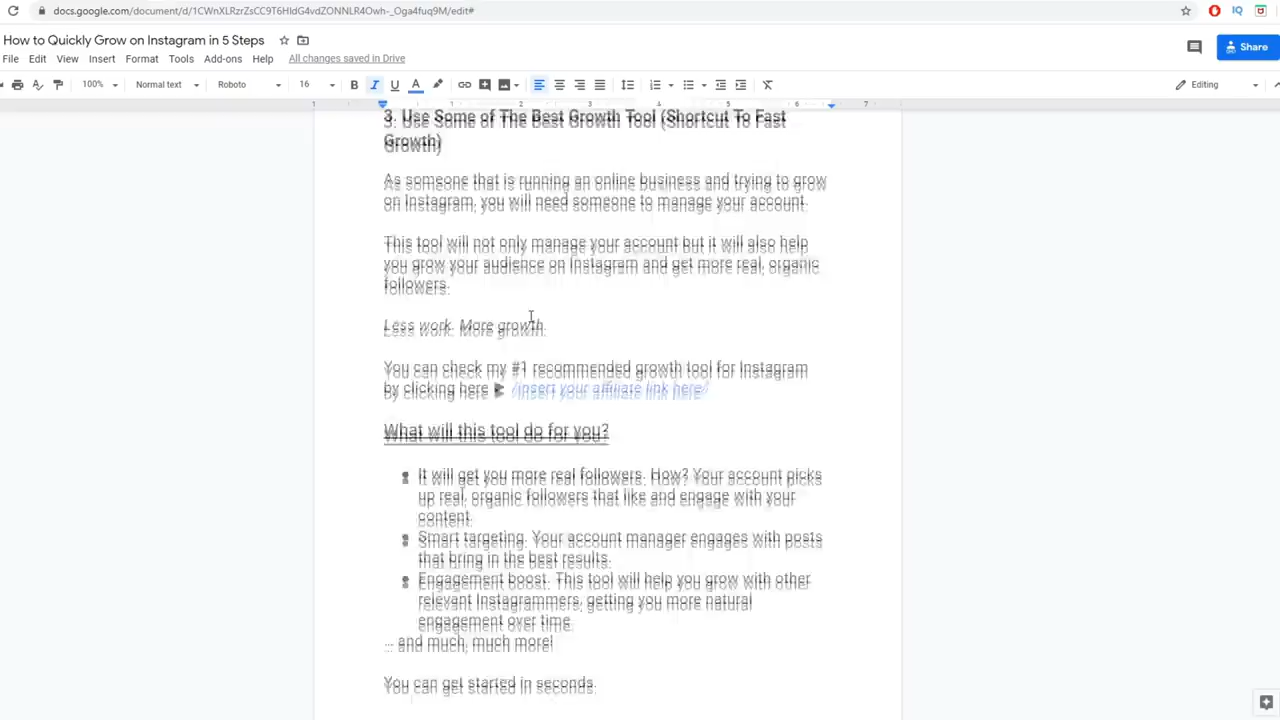 docs.google.com/document/d/1CWnXLRzrZsCC9T6HIdG4vdZONNLR4Owh-_Oga4fuq9M/edit#
How to Quickly Grow on Instagram in 5 Steps
File Edit View Insert Format Tools Add-ons Help All changes saved in Drive
Share
100% Normal text Roboto 16 B I U A Editing
1 2 3 4 5 6 7
3. Use Some of The Best Growth Tool (Shortcut To Fast
Growth)
As someone that is running an online business and trying to grow
on Instagram, you will need someone to manage your account.
This tool will not only manage your account but it will also help
you grow your audience on Instagram and get more real, organic
followers.
Less work. More growth.
You can check my #1 recommended growth tool for Instagram
by clicking here ► /insert your affiliate link here/
What will this tool do for you?
It will get you more real followers. How? Your account picks
up real, organic followers that like and engage with your
content.
Smart targeting. Your account manager engages with posts
that bring in the best results.
Engagement boost. This tool will help you grow with other
relevant Instagrammers, getting you more natural
engagement over time.
... and much, much more!
You can get started in seconds.